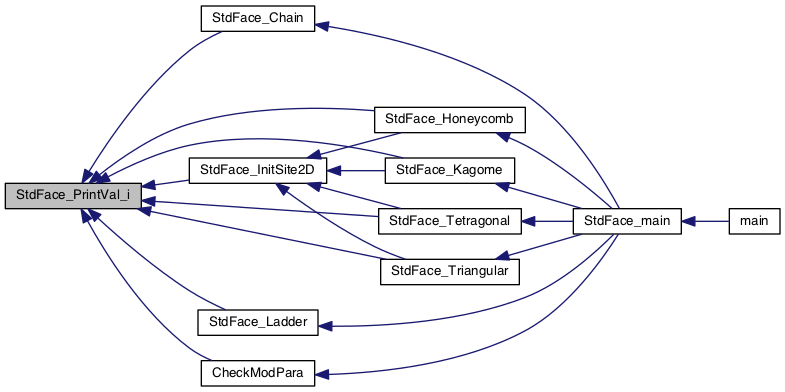 StdFace_Chain
StdFace_Honeycomb
StdFace_InitSite2D
StdFace_Kagome
StdFace_PrintVal_i
StdFace_Tetragonal
StdFace_main
main
StdFace_Triangular
StdFace_Ladder
CheckModPara